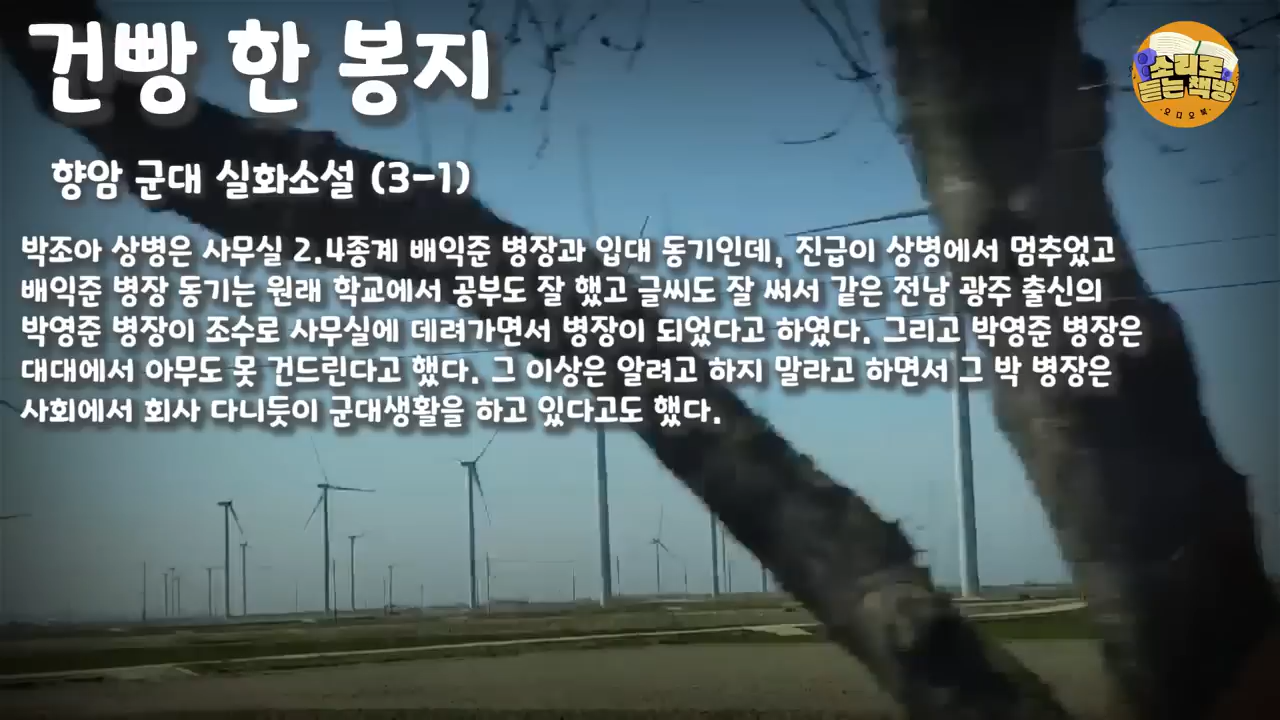 건빵 한 봉지
소리로
듣는 책방
·오디오북·
향암 군대 실화소설 (3-1)
박조아 상병은 사무실 2.4종계 배익준 병장과 입대 동기인데, 진급이 상병에서 멈추었고
배익준 병장 동기는 원래 학교에서 공부도 잘 했고 글씨도 잘 써서 같은 전남 광주 출신의
박영준 병장이 조수로 사무실에 데려가면서 병장이 되었다고 하였다. 그리고 박영준 병장은
대대에서 아무도 못 건드린다고 했다. 그 이상은 알려고 하지 말라고 하면서 그 박 병장은
사회에서 회사 다니듯이 군대생활을 하고 있다고도 했다.